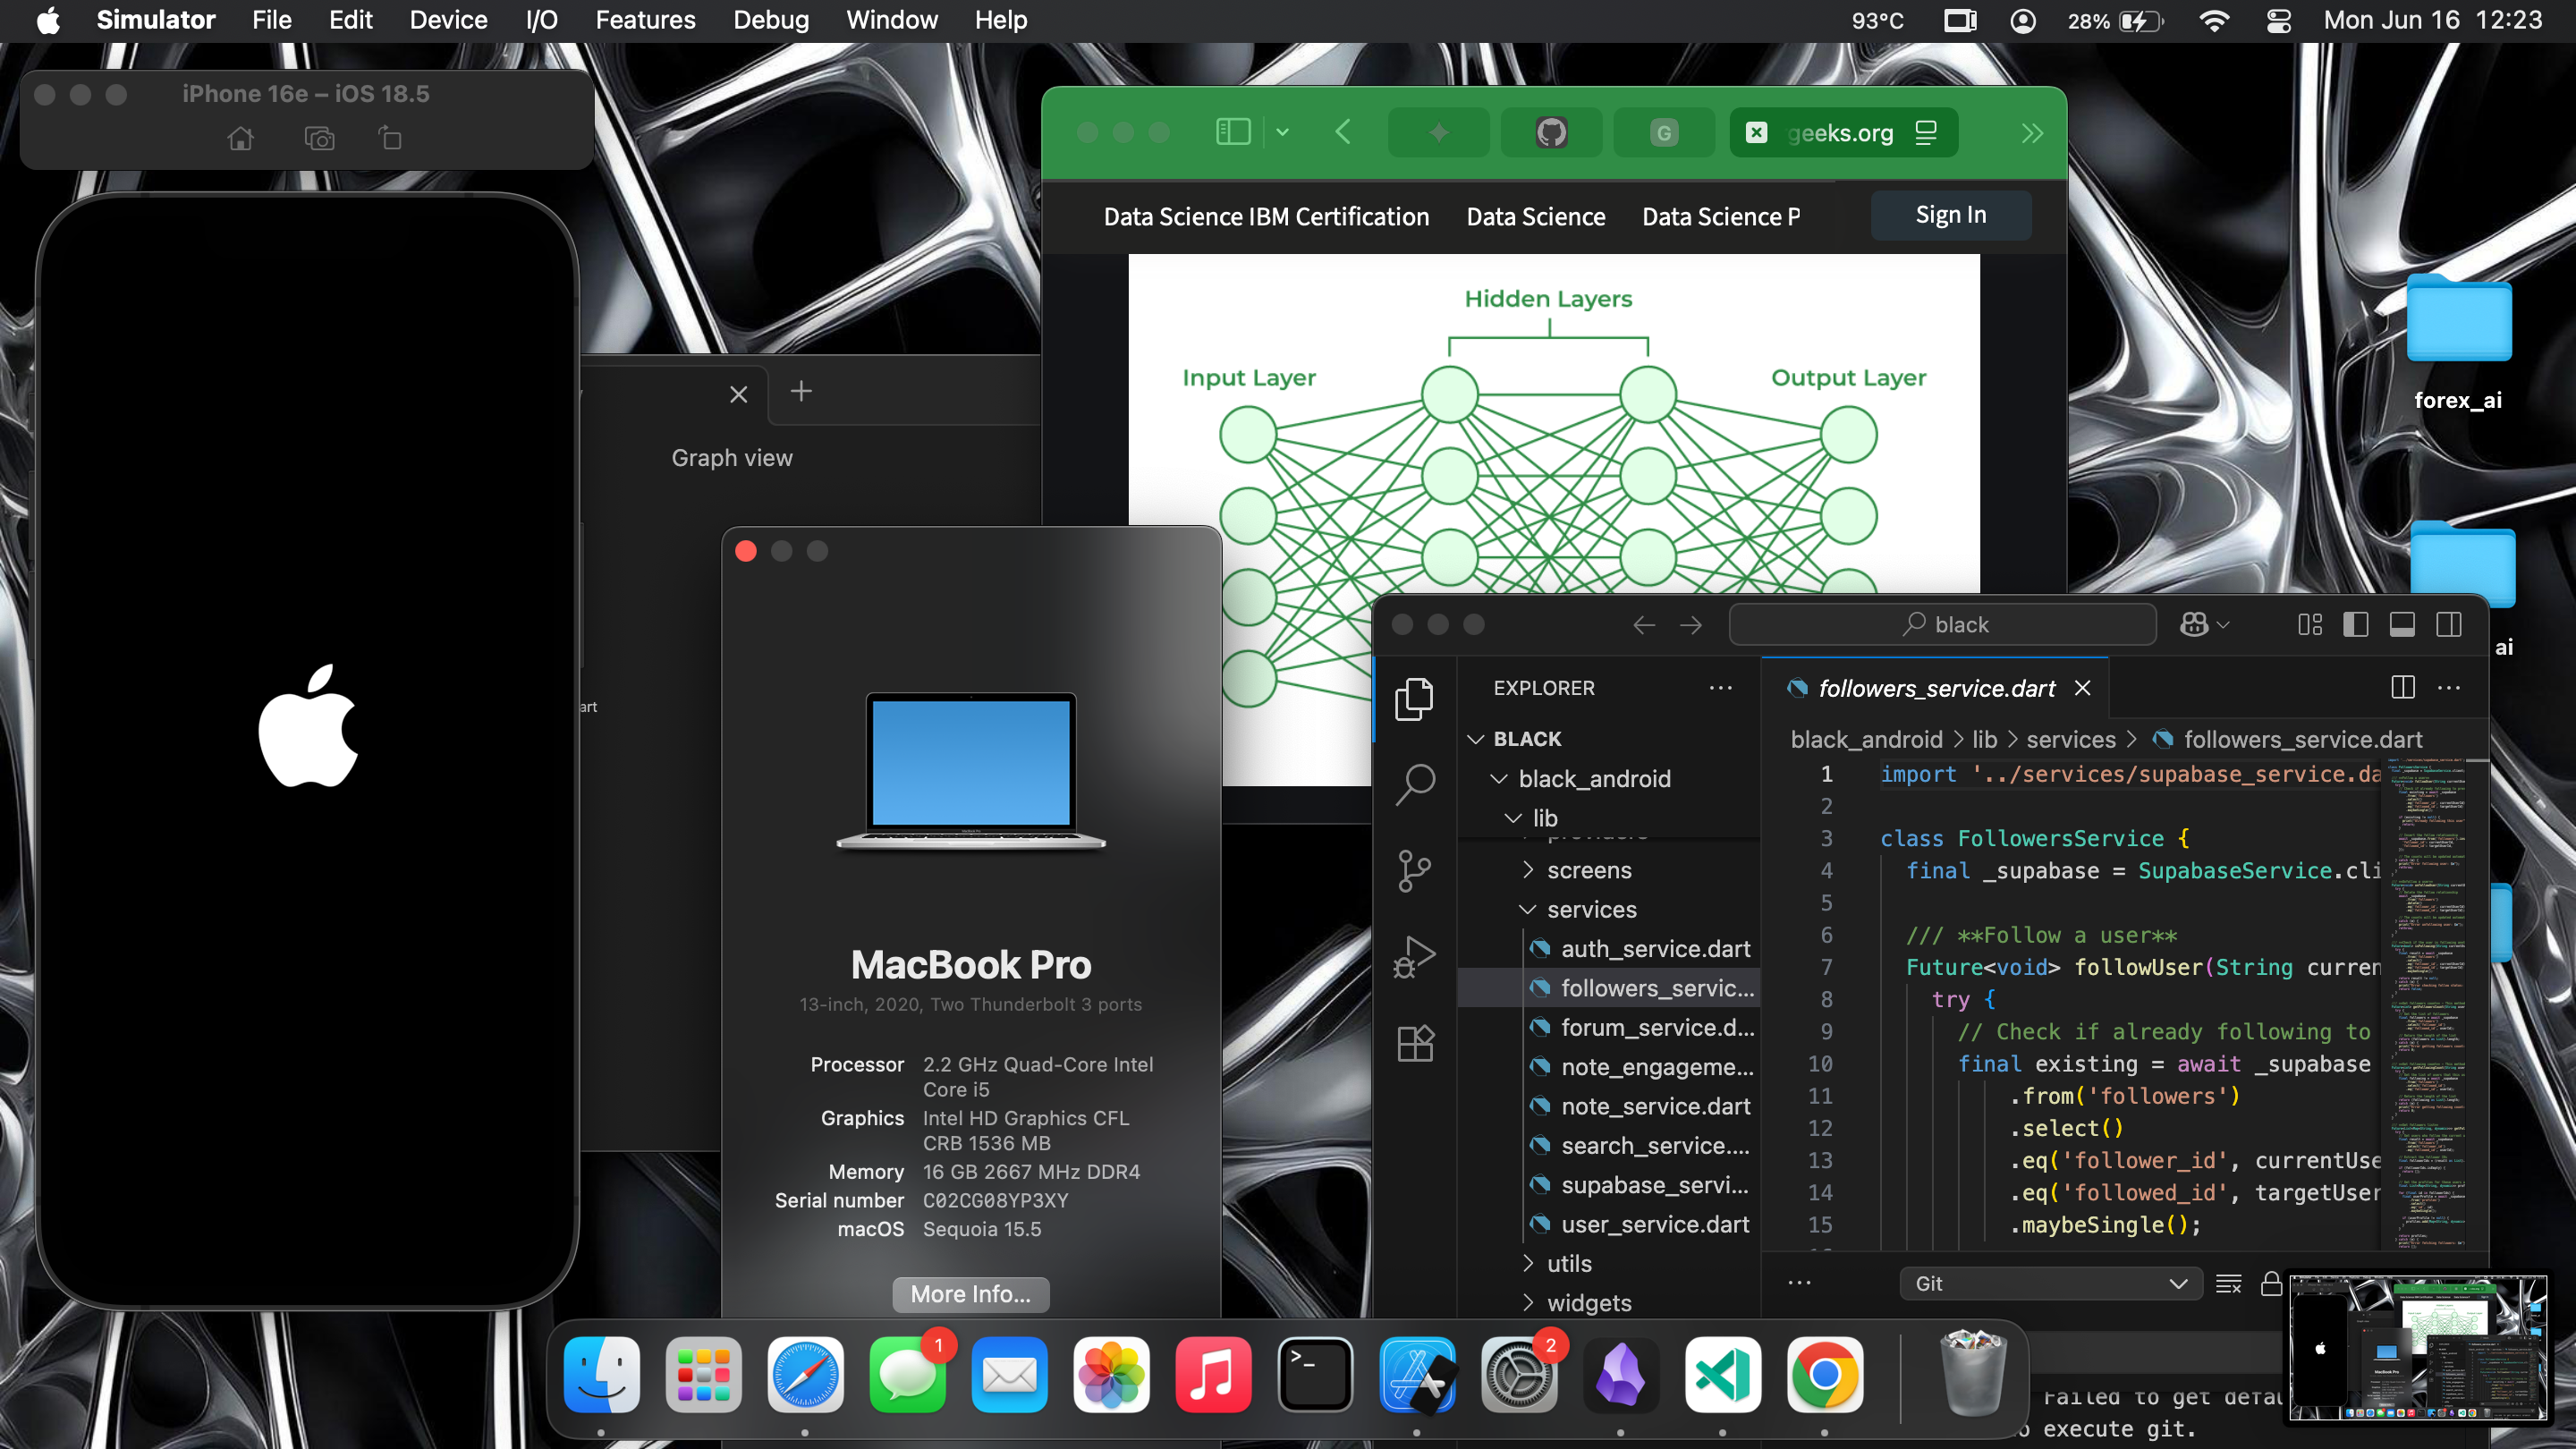 Simulator File Edit Device I/O Features Debug Window Help 93°C 28% Mon Jun 16 12:23
iPhone 16e – iOS 18.5
Graph view
art
G geeks.org
Data Science IBM Certification Data Science Data Science P Sign In
Hidden Layers
Input Layer
Output Layer
forex_ai
ai
MacBook Pro
13-inch, 2020, Two Thunderbolt 3 ports
Processor 2.2 GHz Quad-Core Intel
Core i5
Graphics Intel HD Graphics CFL
CRB 1536 MB
Memory 16 GB 2667 MHz DDR4
Serial number C02CG08YP3XY
macOS Sequoia 15.5
More Info...
black
EXPLORER
BLACK
black_android
lib
providers
screens
services
auth_service.dart
followers_servic...
forum_service.d...
note_engageme...
note_service.dart
search_service....
supabase_servi...
user_service.dart
utils
widgets
followers_service.dart
black_android > lib > services > followers_service.dart
1 import '../services/supabase_service.da
2
3 class FollowersService {
4 final _supabase = SupabaseService.cli
5
6 /// **Follow a user**
7 Future<void> followUser(String curren
8 try {
9 // Check if already following to
10 final existing = await _supabase
11 .from('followers')
12 .select()
13 .eq('follower_id', currentUse
14 .eq('followed_id', targetUser
15 .maybeSingle();
Git
Failed to get defau
o execute git.
1
2